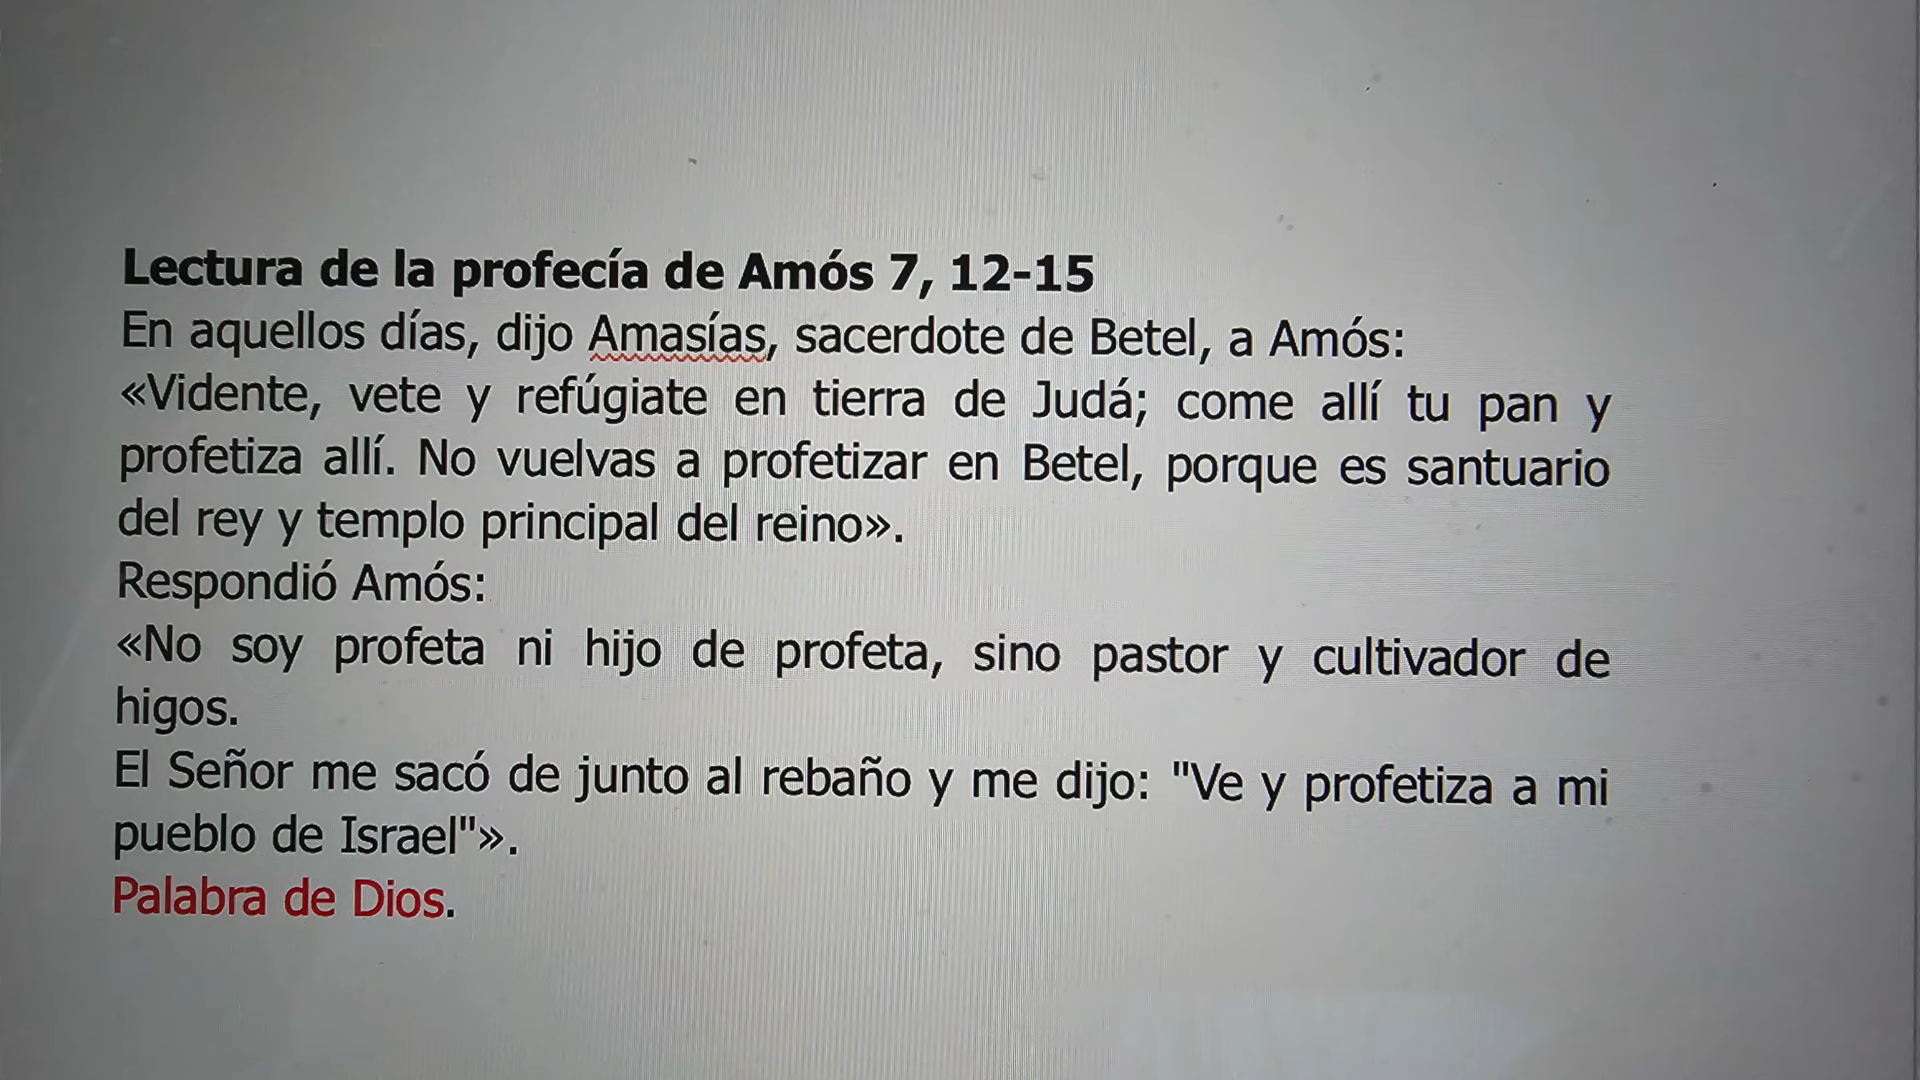 Lectura de la profecía de Amós 7, 12-15
En aquellos días, dijo Amasías, sacerdote de Betel, a Amós:
«Vidente, vete y refúgiate en tierra de Judá; come allí tu pan y
profetiza allí. No vuelvas a profetizar en Betel, porque es santuario
del rey y templo principal del reino».
Respondió Amós:
«No soy profeta ni hijo de profeta, sino pastor y cultivador de
higos.
El Señor me sacó de junto al rebaño y me dijo: "Ve y profetiza a mi
pueblo de Israel"».
Palabra de Dios.